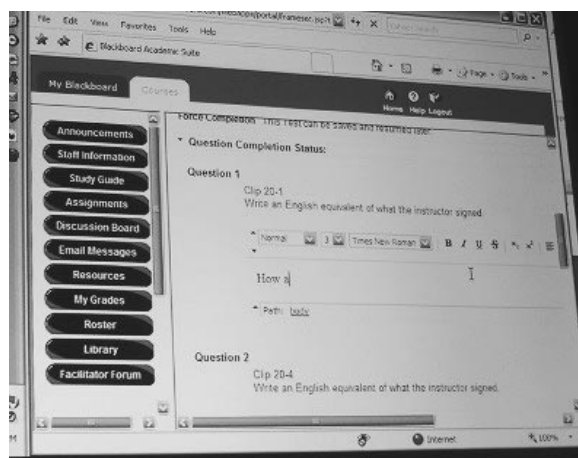 File Edit View Favorites Tools Help
Blackboard Academic Suite
Page Tools
My Blackboard Courses
Home Help Logout
Announcements
Staff Information
Study Guide
Assignments
Discussion Board
Email Messages
Resources
My Grades
Roster
Library
Facilitator Forum
Force Completion This Test can be saved and resumed later.
Question Completion Status:
Question 1
Clip 20-1
Write an English equivalent of what the instructor signed.
Normal 3 Times New Roman B I U S
How a
Path: body
Question 2
Clip 20-4
Write an English equivalent of what the instructor signed.
Internet 100%